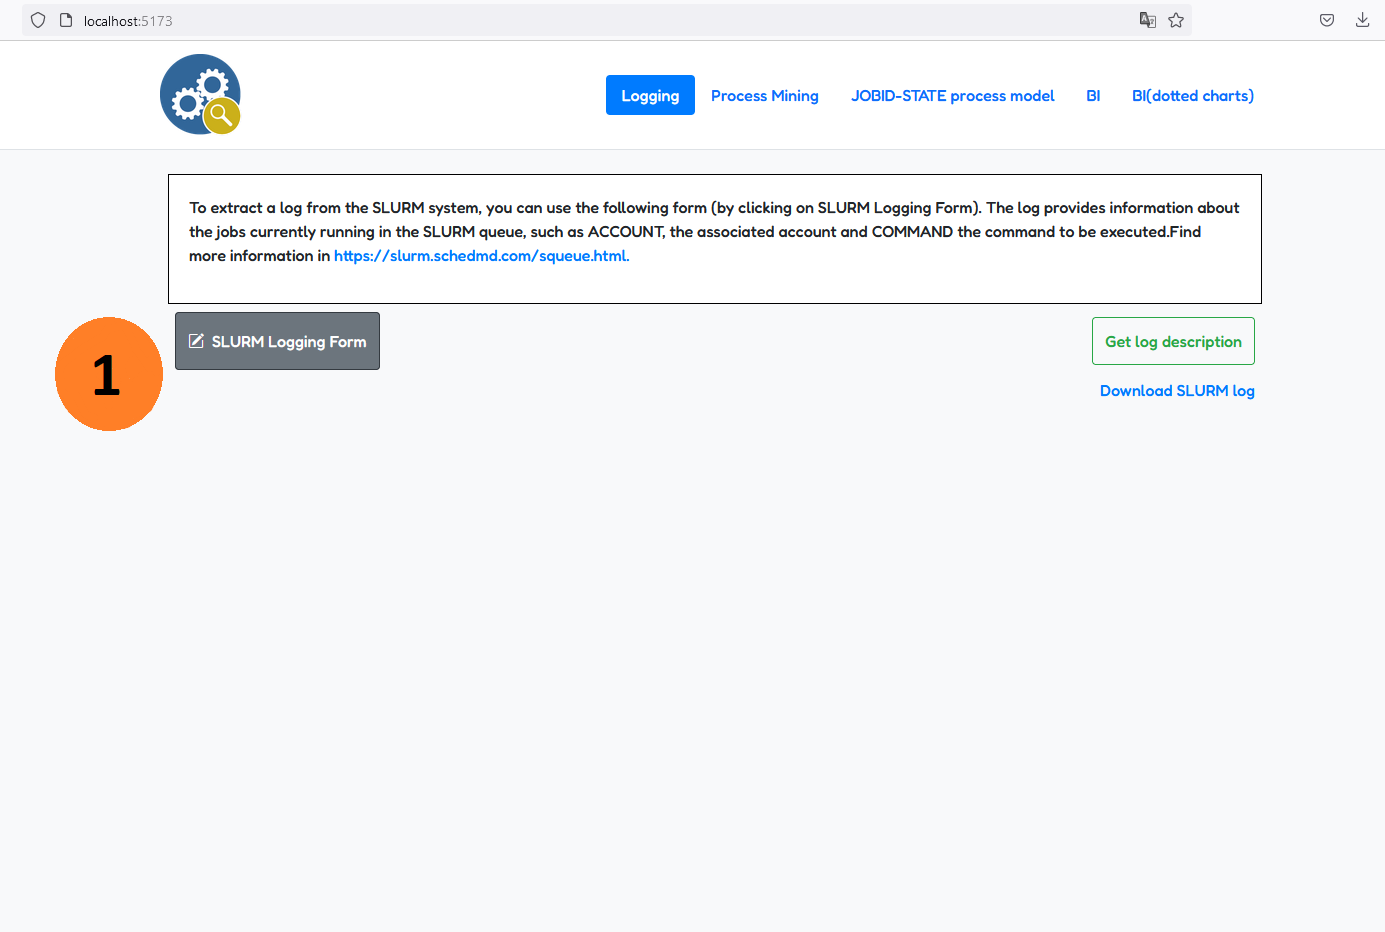 localhost:5173
Logging
Process Mining
JOBID-STATE process model
BI
BI(dotted charts)
To extract a log from the SLURM system, you can use the following form (by clicking on SLURM Logging Form). The log provides information about
the jobs currently running in the SLURM queue, such as ACCOUNT, the associated account and COMMAND the command to be executed.Find
more information in https://slurm.schedmd.com/squeue.html.
1
SLURM Logging Form
Get log description
Download SLURM log